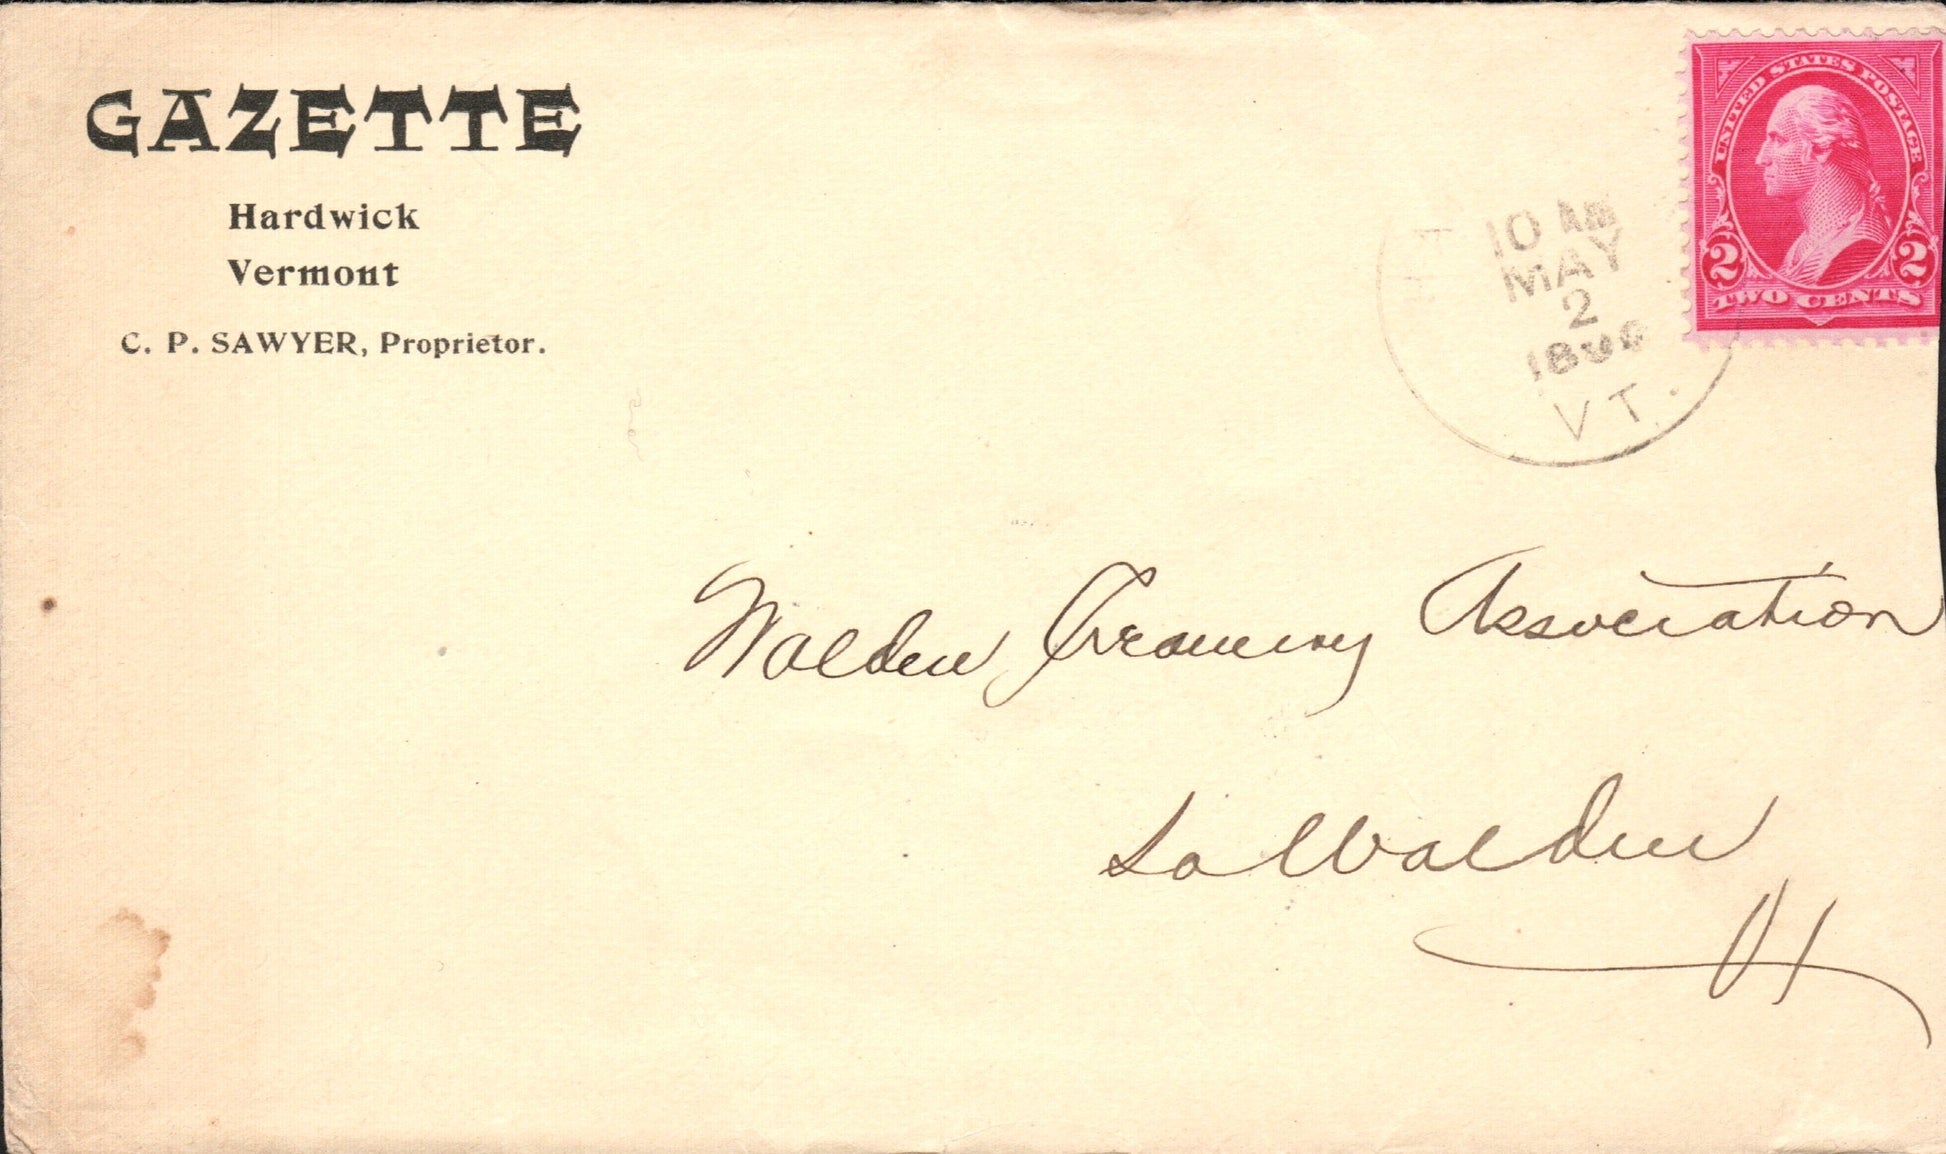 GAZETTE
Hardwick
Vermont
C. P. SAWYER, Proprietor.
UNITED STATES POSTAGE
2 2
TWO CENTS
HA
10 AM
MAY
2
VT.
Walden Creamery Association
So Walden
Vt